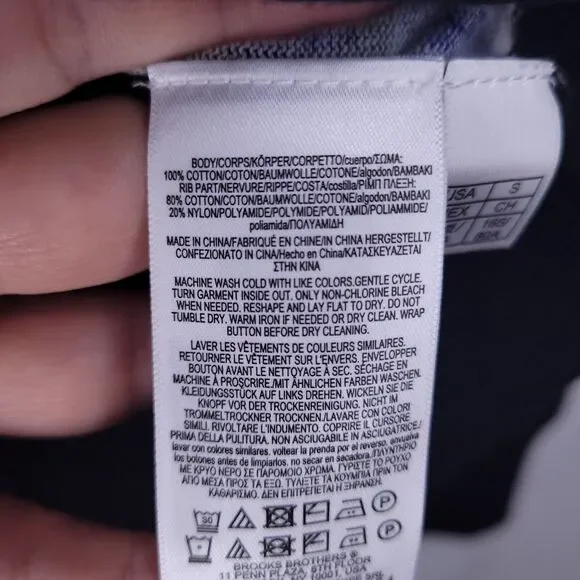 BODY/CORPS/KÖRPER/CORPETTO/cuerpo/ΣΩΜΑ:
100% COTTON/COTON/BAUMWOLLE/COTONE/algodon/BAMBAKI
RIB PART/NERVURE/RIPPE/COSTA/costilla/ΡΙΜΠ ΠΛΕΞΗ:
80% COTTON/COTON/BAUMWOLLE/COTONE/algodon/BAMBAKI
20% NYLON/POLYAMIDE/POLYMIDE/POLYAMID/POLIAMMIDE/
poliamida/ΠΟΛΥΑΜΙΔΗ
MADE IN CHINA/FABRIQUÉ EN CHINE/IN CHINA HERGESTELLT/
CONFEZIONATO IN CINA/Hecho en China/ΚΑΤΑΣΚΕΥΑΖΕΤΑΙ
ΣΤΗΝ ΚΙΝΑ
MACHINE WASH COLD WITH LIKE COLORS.GENTLE CYCLE.
TURN GARMENT INSIDE OUT. ONLY NON-CHLORINE BLEACH
WHEN NEEDED. RESHAPE AND LAY FLAT TO DRY. DO NOT
TUMBLE DRY. WARM IRON IF NEEDED OR DRY CLEAN. WRAP
BUTTON BEFORE DRY CLEANING.
LAVER LES VÊTEMENTS DE COULEURS SIMILAIRES.
RETOURNER LE VÊTEMENT SUR L'ENVERS. ENVELOPPER
BOUTON AVANT LE NETTOYAGE À SEC. SÉCHAGE EN
MACHINE À PROSCRIRE./MIT ÄHNLICHEN FARBEN WASCHEN.
KLEIDUNGSSTÜCK AUF LINKS DREHEN. WICKELN SIE DIE
KNOPF VOR DER TROCKENREINIGUNG. NICHT IM
TROMMELTROCKNER TROCKNEN./LAVARE CON COLORI
SIMILI. RIVOLTARE L'INDUMENTO. COPRIRE IL CURSORE
PRIMA DELLA PULITURA. NON ASCIUGABILE IN ASCIUGATRICE./
lavar con colores similares. voltear la prenda por el reverso. envuelva
los botones antes de limpiarlos. no secar en secadora./ΠΛΥΝΤΗΡΙΟ
ΜΕ ΚΡΥΟ ΝΕΡΟ ΣΕ ΠΑΡΟΜΟΙΟ ΧΡΩΜΑ. ΓΥΡΙΣΤΕ ΤΟ ΡΟΥΧΟ
ΑΠΟ ΜΕΣΑ ΠΡΟΣ ΤΑ ΕΞΩ. ΤΥΛΙΞΤΕ ΤΑ ΚΟΥΜΠΙΑ ΠΡΙΝ ΤΟΝ
ΚΑΘΑΡΙΣΜΟ. ΔΕΝ ΕΠΙΤΡΕΠΕΤΑΙ Η ΞΗΡΑΝΣΗ.
30
P
P
BROOKS BROTHERS ®
11 PENN PLAZA, 6TH FLOOR
10001, USA
USA S
CH